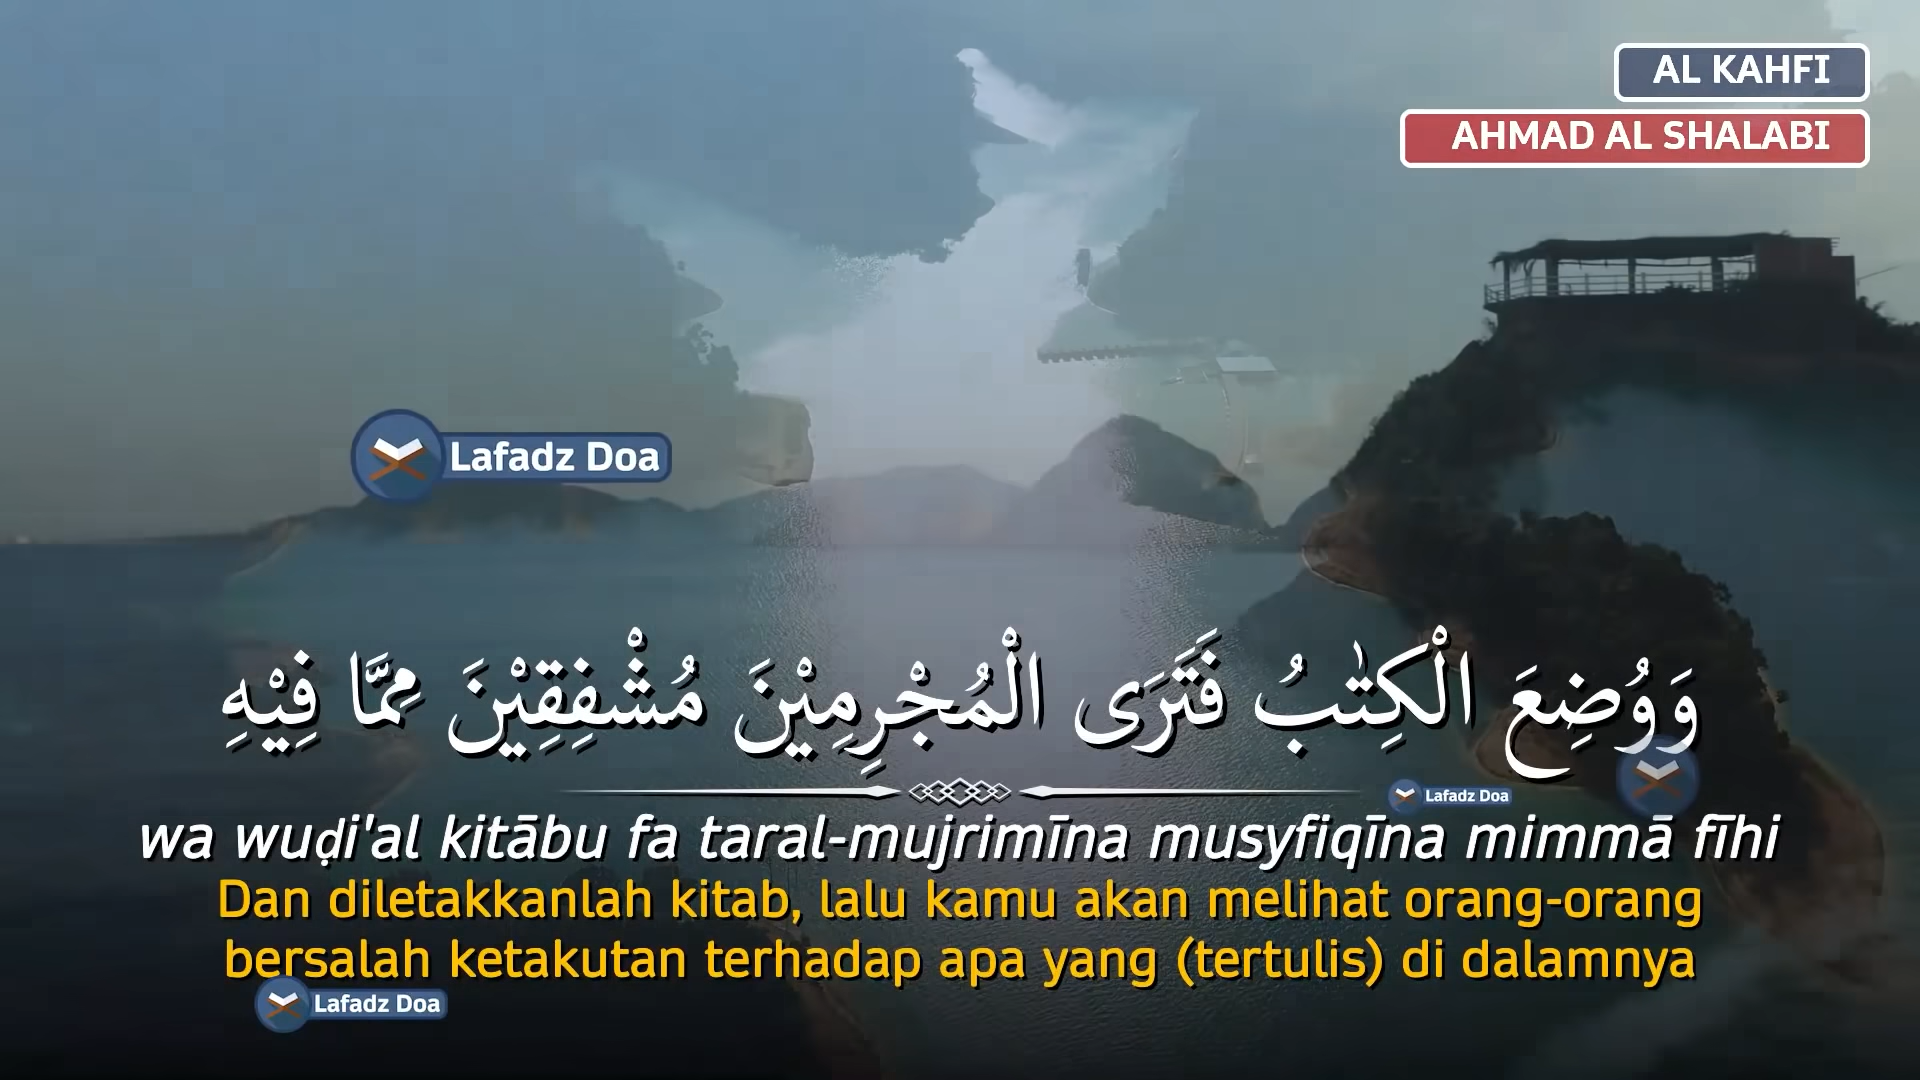 AL KAHFI
AHMAD AL SHALABI
Lafadz Doa
وَوُضِعَ الْكِتٰبُ فَتَرَى الْمُجْرِمِيْنَ مُشْفِقِيْنَ مِمَّا فِيْهِ
Lafadz Doa
wa wuḍi'al kitābu fa taral-mujrimīna musyfiqīna mimmā fīhi
Dan diletakkanlah kitab, lalu kamu akan melihat orang-orang
bersalah ketakutan terhadap apa yang (tertulis) di dalamnya
Lafadz Doa